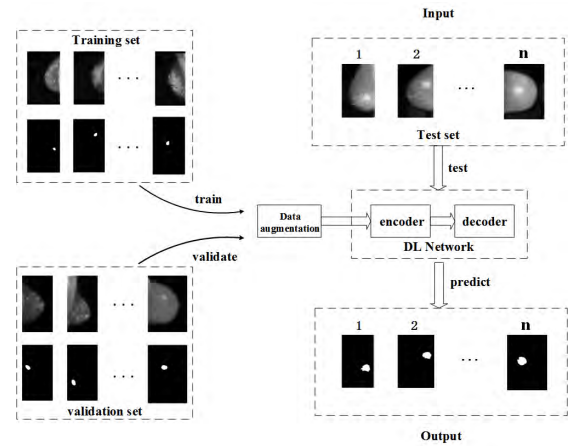 Training set
. . .
. . .
train
validate
. . .
. . .
validation set
Data
augmentation
Input
1 2 ... n
Test set
test
encoder decoder
DL Network
predict
1 2 ... n
Output